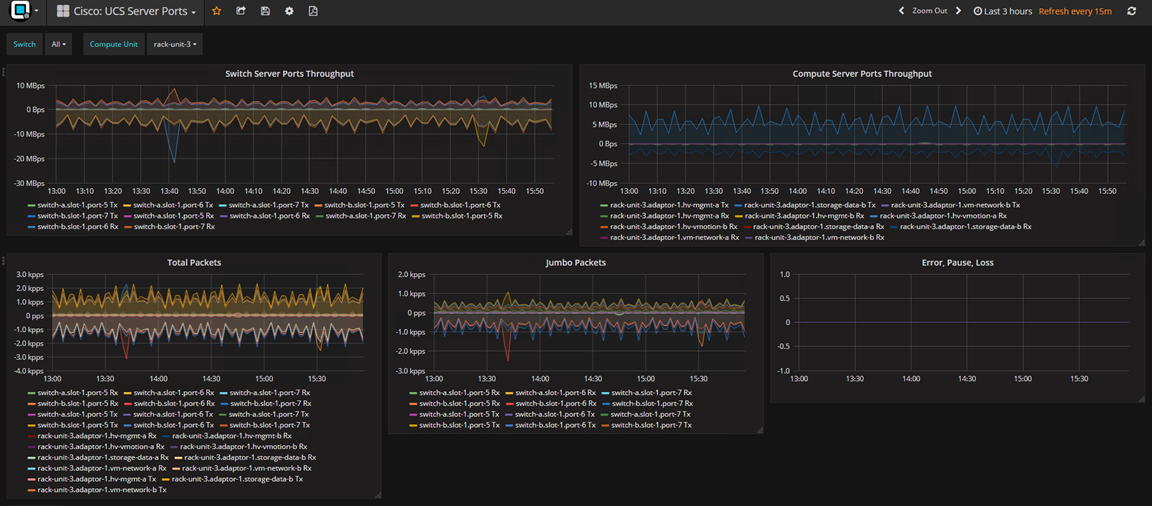 Cisco: UCS Server Ports
Zoom Out Last 3 hours Refresh every 15m
Switch All Compute Unit rack-unit-3
Switch Server Ports Throughput
10 MBps
0 Bps
-10 MBps
-20 MBps
-30 MBps
13:00 13:10 13:20 13:30 13:40 13:50 14:00 14:10 14:20 14:30 14:40 14:50 15:00 15:10 15:20 15:30 15:40 15:50
switch-a.slot-1.port-5 Tx switch-a.slot-1.port-6 Tx switch-a.slot-1.port-7 Tx switch-b.slot-1.port-5 Tx switch-b.slot-1.port-6 Tx
switch-b.slot-1.port-7 Tx switch-a.slot-1.port-5 Rx switch-a.slot-1.port-6 Rx switch-a.slot-1.port-7 Rx switch-b.slot-1.port-5 Rx
switch-b.slot-1.port-6 Rx switch-b.slot-1.port-7 Rx
Compute Server Ports Throughput
15 MBps
10 MBps
5 MBps
0 Bps
-5 MBps
-10 MBps
13:00 13:10 13:20 13:30 13:40 13:50 14:00 14:10 14:20 14:30 14:40 14:50 15:00 15:10 15:20 15:30 15:40 15:50
rack-unit-3.adaptor-1.hv-mgmt-a Tx rack-unit-3.adaptor-1.storage-data-b Tx rack-unit-3.adaptor-1.vm-network-b Tx
rack-unit-3.adaptor-1.hv-mgmt-a Rx rack-unit-3.adaptor-1.hv-mgmt-b Rx rack-unit-3.adaptor-1.hv-vmotion-a Rx
rack-unit-3.adaptor-1.hv-vmotion-b Rx rack-unit-3.adaptor-1.storage-data-a Rx rack-unit-3.adaptor-1.storage-data-b Rx
rack-unit-3.adaptor-1.vm-network-a Rx rack-unit-3.adaptor-1.vm-network-b Rx
Total Packets
3.0 kpps
2.0 kpps
1.0 kpps
0 pps
-1.0 kpps
-2.0 kpps
-3.0 kpps
-4.0 kpps
13:00 13:30 14:00 14:30 15:00 15:30
switch-a.slot-1.port-5 Rx switch-a.slot-1.port-6 Rx switch-a.slot-1.port-7 Rx
switch-b.slot-1.port-5 Rx switch-b.slot-1.port-6 Rx switch-b.slot-1.port-7 Rx
switch-a.slot-1.port-5 Tx switch-a.slot-1.port-6 Tx switch-a.slot-1.port-7 Tx
switch-b.slot-1.port-5 Tx switch-b.slot-1.port-6 Tx switch-b.slot-1.port-7 Tx
rack-unit-3.adaptor-1.hv-mgmt-a Rx rack-unit-3.adaptor-1.hv-mgmt-b Rx
rack-unit-3.adaptor-1.hv-vmotion-a Rx rack-unit-3.adaptor-1.hv-vmotion-b Rx
rack-unit-3.adaptor-1.storage-data-a Rx rack-unit-3.adaptor-1.storage-data-b Rx
rack-unit-3.adaptor-1.vm-network-a Rx rack-unit-3.adaptor-1.vm-network-b Rx
rack-unit-3.adaptor-1.hv-mgmt-a Tx rack-unit-3.adaptor-1.storage-data-b Tx
rack-unit-3.adaptor-1.vm-network-b Tx
Jumbo Packets
2.0 kpps
1.0 kpps
0 pps
-1.0 kpps
-2.0 kpps
-3.0 kpps
13:00 13:30 14:00 14:30 15:00 15:30
switch-a.slot-1.port-5 Rx switch-a.slot-1.port-6 Rx switch-a.slot-1.port-7 Rx
switch-b.slot-1.port-5 Rx switch-b.slot-1.port-6 Rx switch-b.slot-1.port-7 Rx
switch-a.slot-1.port-5 Tx switch-a.slot-1.port-6 Tx switch-a.slot-1.port-7 Tx
switch-b.slot-1.port-5 Tx switch-b.slot-1.port-6 Tx switch-b.slot-1.port-7 Tx
Error, Pause, Loss
1.0
0.5
0
-0.5
-1.0
13:00 13:30 14:00 14:30 15:00 15:30